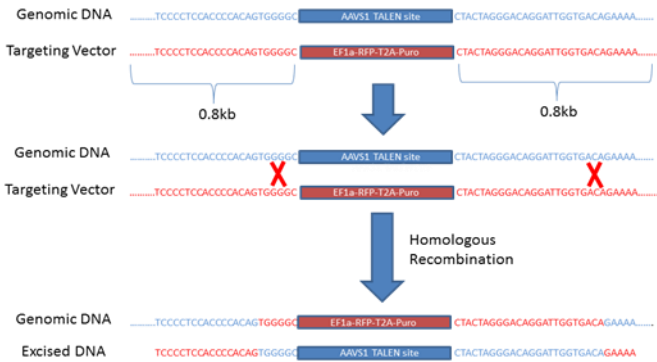 Genomic DNA ..........TCCCCTCCACCCCACAGTGGGGC AAVS1 TALEN site CTACTAGGGACAGGATTGGTGACAGAAAA..........
Targeting Vector ..........TCCCCTCCACCCCACAGTGGGGC EF1a-RFP-T2A-Puro CTACTAGGGACAGGATTGGTGACAGAAAA..........
0.8kb 0.8kb
Genomic DNA ..........TCCCCTCCACCCCACAGTGGGGC AAVS1 TALEN site CTACTAGGGACAGGATTGGTGACAGAAAA..........
Targeting Vector ..........TCCCCTCCACCCCACAGTGGGGC EF1a-RFP-T2A-Puro CTACTAGGGACAGGATTGGTGACAGAAAA..........
Homologous
Recombination
Genomic DNA ..........TCCCCTCCACCCCACAGTGGGGC EF1a-RFP-T2A-Puro CTACTAGGGACAGGATTGGTGACAGAAAA..........
Excised DNA TCCCCTCCACCCCACAGTGGGGC AAVS1 TALEN site CTACTAGGGACAGGATTGGTGACAGAAAA